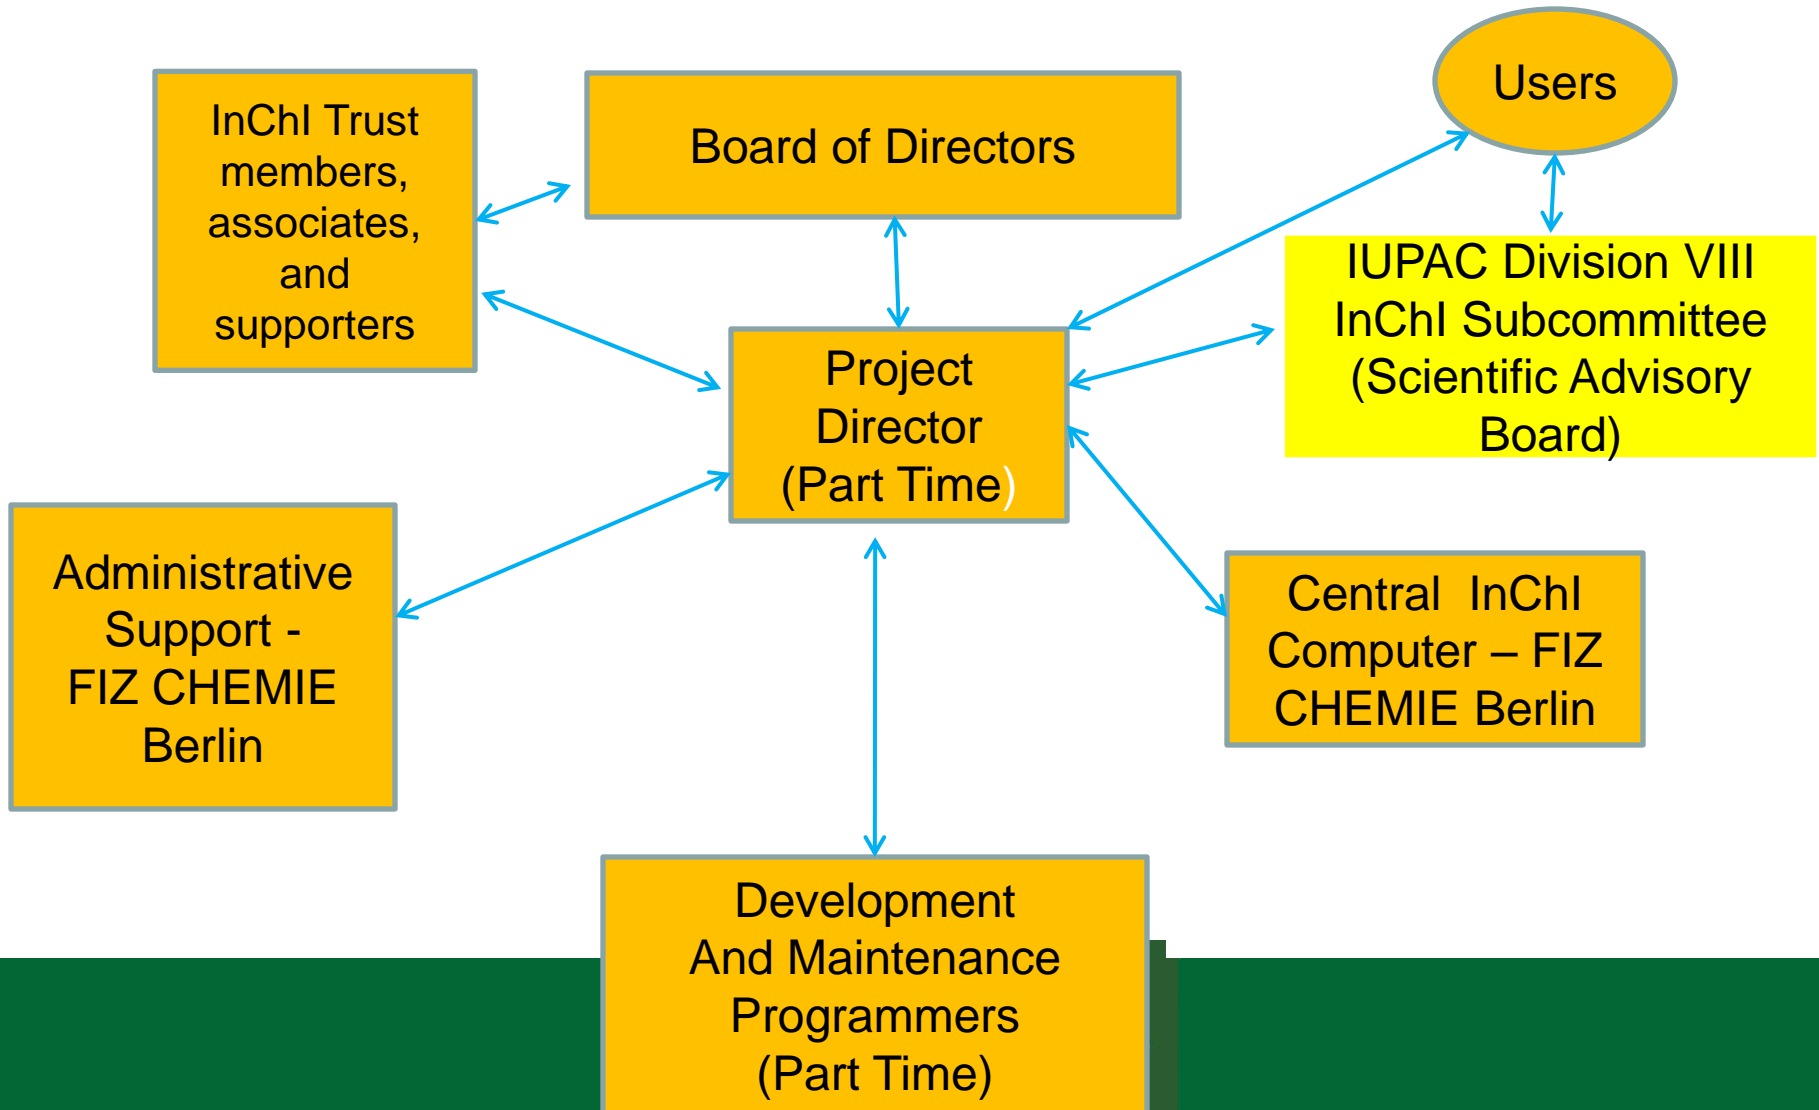 InChI Trust
members,
associates,
and
supporters
Board of Directors
Users
IUPAC Division VIII
InChI Subcommittee
(Scientific Advisory
Board)
Project
Director
(Part Time)
Administrative
Support -
FIZ CHEMIE
Berlin
Central InChI
Computer – FIZ
CHEMIE Berlin
Development
And Maintenance
Programmers
(Part Time)